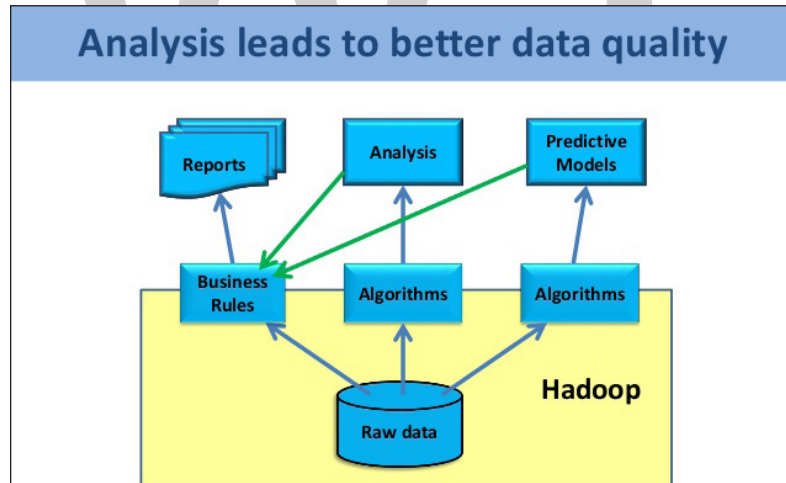 Analysis leads to better data quality
Reports
Analysis
Predictive
Models
Business
Rules
Algorithms
Algorithms
Hadoop
Raw data